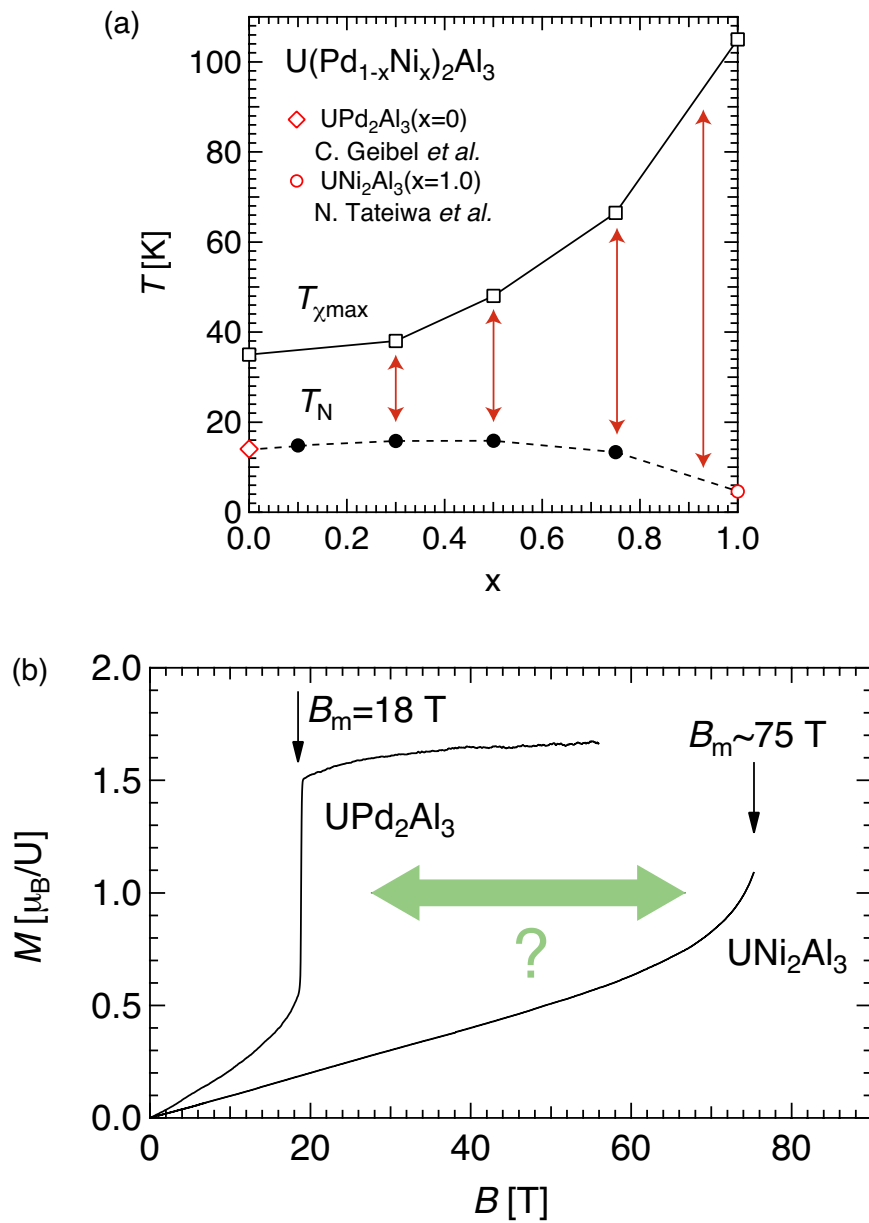 (a)
U(Pd1-xNix)2Al3
UPd2Al3(x=0)
C. Geibel et al.
UNi2Al3(x=1.0)
N. Tateiwa et al.
Tχmax
TN
T [K]
100
80
60
40
20
0
0.0 0.2 0.4 0.6 0.8 1.0
x
(b)
Bm=18 T
Bm~75 T
UPd2Al3
?
UNi2Al3
M [μB/U]
2.0
1.5
1.0
0.5
0.0
0 20 40 60 80
B [T]